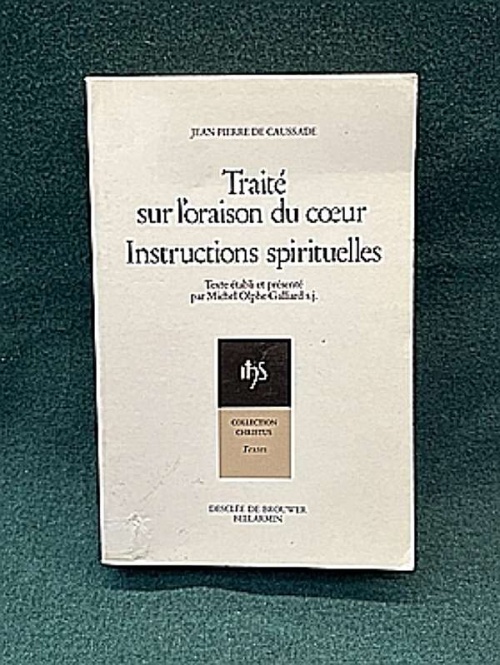 JEAN PIERRE DE CAUSSADE
Traité
sur l'oraison du cœur
Instructions spirituelles
Texte établi et présenté
par Michel Olphe-Galliard s.j.
ihs
COLLECTION
CHRISTUS
Textes
DESCLÉE DE BROUWER
BELLARMIN